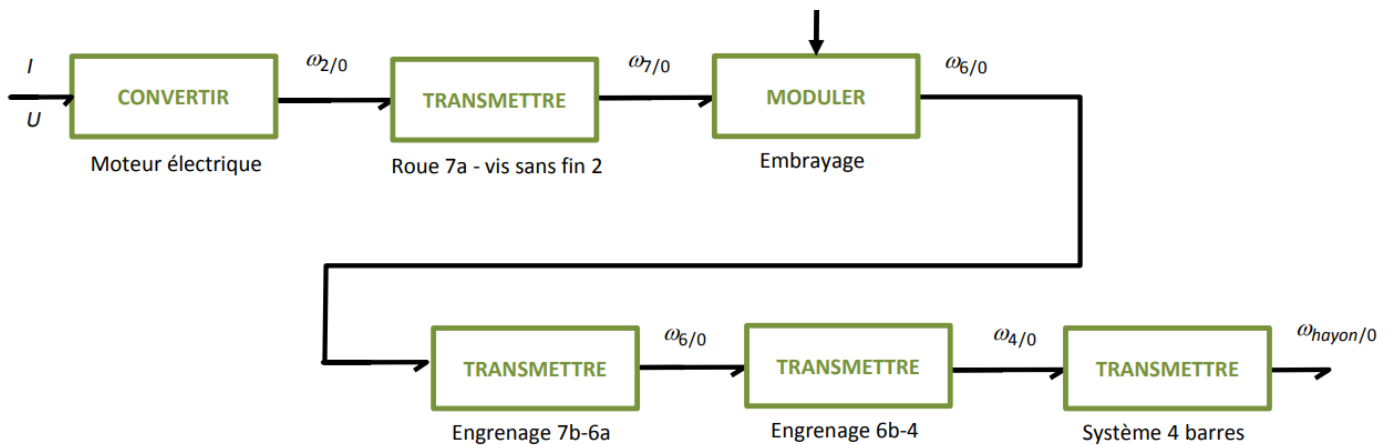 I
U
CONVERTIR
Moteur électrique
ω2/0
TRANSMETTRE
Roue 7a - vis sans fin 2
ω7/0
MODULER
Embrayage
ω6/0
TRANSMETTRE
Engrenage 7b-6a
ω6/0
TRANSMETTRE
Engrenage 6b-4
ω4/0
TRANSMETTRE
Système 4 barres
ωhayon/0